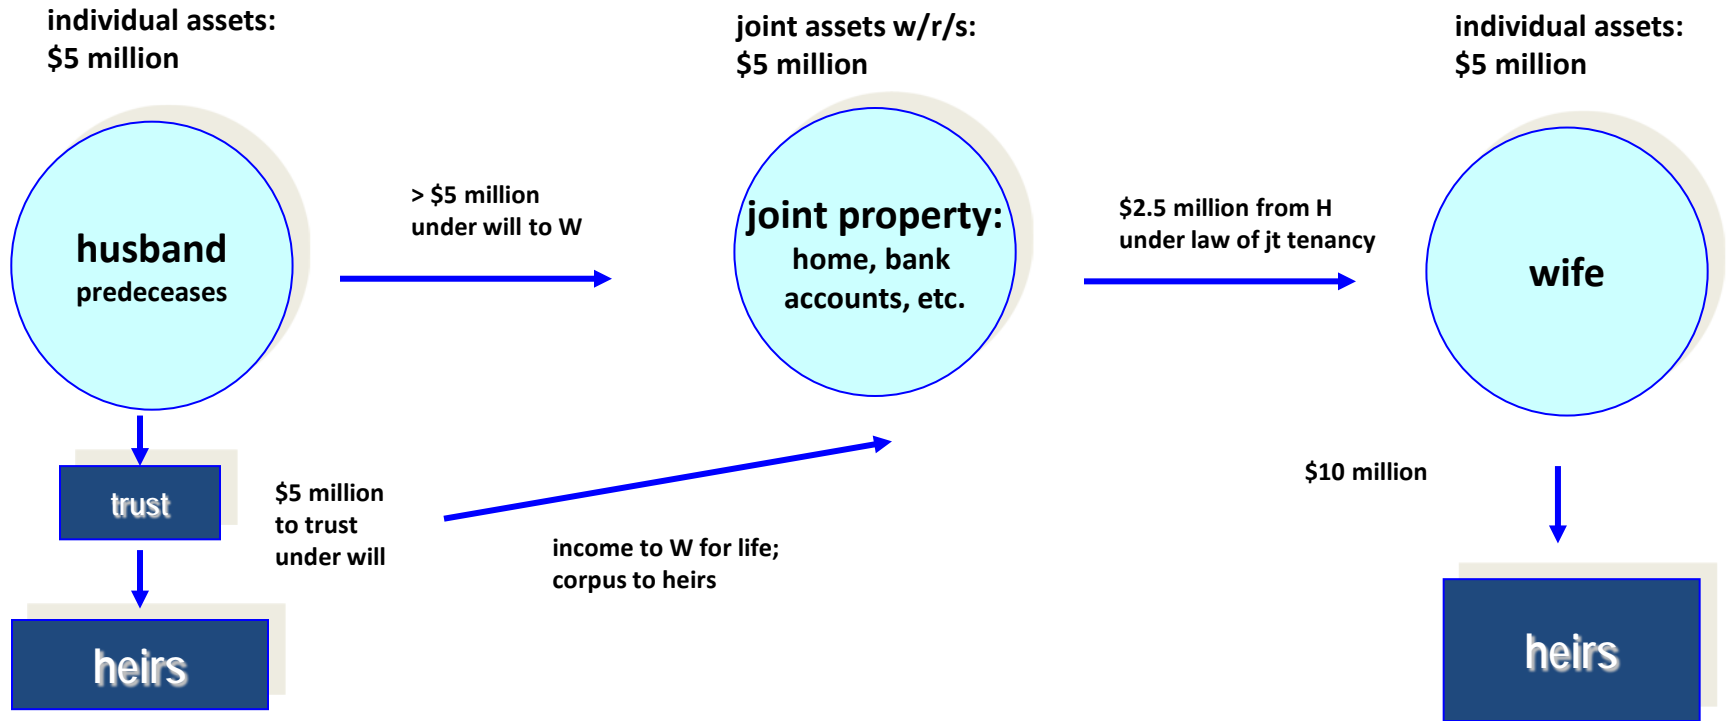 individual assets:
$5 million
joint assets w/r/s:
$5 million
individual assets:
$5 million
husband
predeceases
> $5 million
under will to W
joint property:
home, bank
accounts, etc.
$2.5 million from H
under law of jt tenancy
wife
trust
$5 million
to trust
under will
income to W for life;
corpus to heirs
$10 million
heirs
heirs